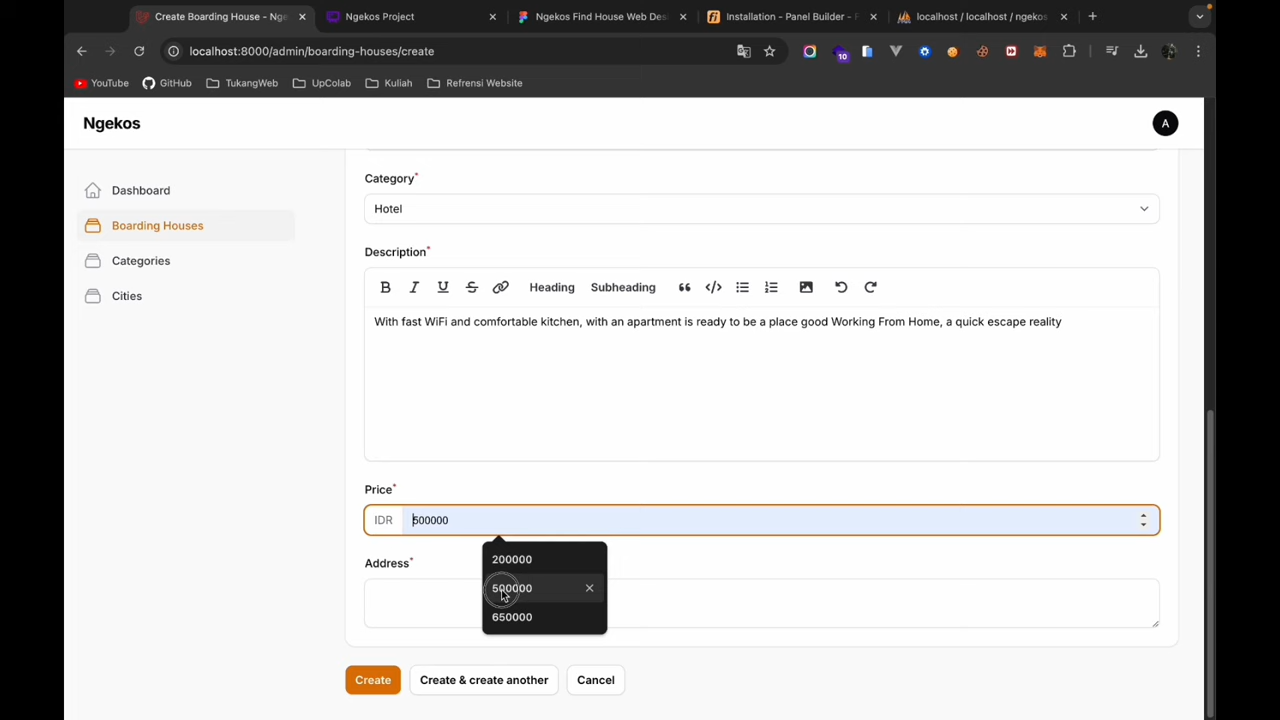 Create Boarding House - Nge
Ngekos Project
Ngekos Find House Web Des
Installation - Panel Builder - F
localhost / localhost / ngekos
localhost:8000/admin/boarding-houses/create
10
YouTube
GitHub
TukangWeb
UpColab
Kuliah
Refrensi Website
Ngekos
A
Dashboard
Boarding Houses
Categories
Cities
Category*
Hotel
Description*
B I U S Heading Subheading
With fast WiFi and comfortable kitchen, with an apartment is ready to be a place good Working From Home, a quick escape reality
Price*
IDR 500000
200000
500000
650000
Address*
Create
Create & create another
Cancel